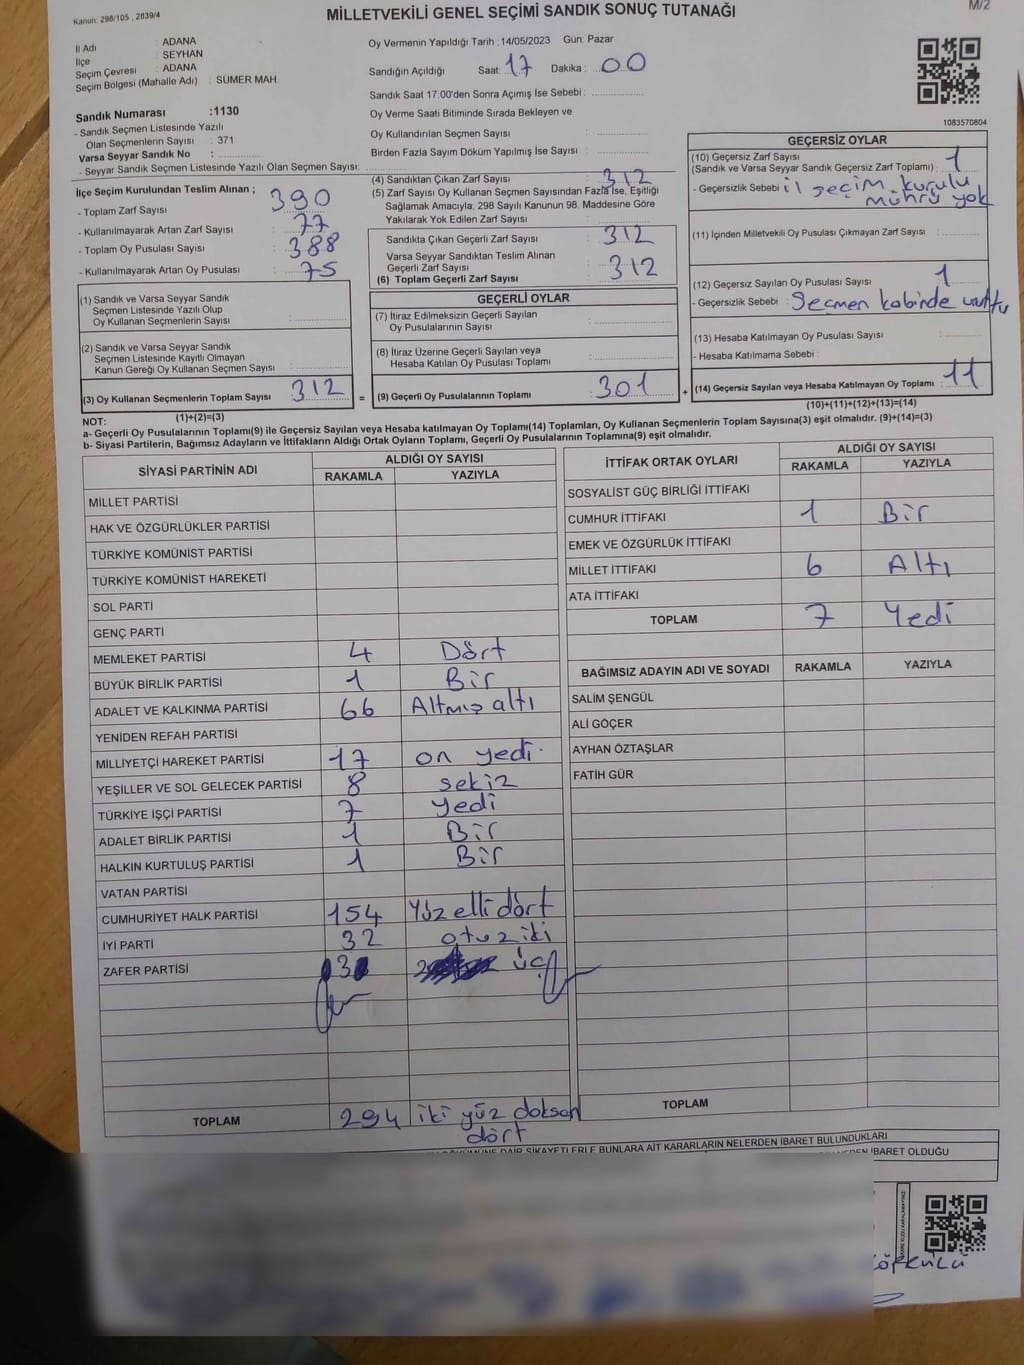 Kanun: 298/105 , 2839/4
MİLLETVEKİLİ GENEL SEÇİMİ SANDIK SONUÇ TUTANAĞI
M/2
İl Adı : ADANA
İlçe : SEYHAN
Seçim Çevresi : ADANA
Seçim Bölgesi (Mahalle Adı) : SÜMER MAH.
Oy Vermenin Yapıldığı Tarih :14/05/2023 Gün: Pazar
Sandığın Açıldığı Saat: 17 Dakika : 00
Sandık Saat 17:00'den Sonra Açımış İse Sebebi :
Oy Verme Saati Bitiminde Sırada Bekleyen ve
Oy Kullandırılan Seçmen Sayısı :
Birden Fazla Sayım Döküm Yapılmış İse Sayısı :
1083570804
Sandık Numarası :1130
- Sandık Seçmen Listesinde Yazılı
Olan Seçmenlerin Sayısı : 371
Varsa Seyyar Sandık No :
- Seyyar Sandık Seçmen Listesinde Yazılı Olan Seçmen Sayısı:
İlçe Seçim Kurulundan Teslim Alınan ;
- Toplam Zarf Sayısı : 390
- Kullanılmayarak Artan Zarf Sayısı : 77
- Toplam Oy Pusulası Sayısı : 388
- Kullanılmayarak Artan Oy Pusulası : 75
(4) Sandıktan Çıkan Zarf Sayısı : 312
(5) Zarf Sayısı Oy Kullanan Seçmen Sayısından Fazla İse, Eşitliği
Sağlamak Amacıyla; 298 Sayılı Kanunun 98. Maddesine Göre
Yakılarak Yok Edilen Zarf Sayısı :
Sandıkta Çıkan Geçerli Zarf Sayısı : 312
Varsa Seyyar Sandıktan Teslim Alınan
Geçerli Zarf Sayısı :
(6) Toplam Geçerli Zarf Sayısı 312
GEÇERSİZ OYLAR
(10) Geçersiz Zarf Sayısı
(Sandık ve Varsa Seyyar Sandık Geçersiz Zarf Toplamı) : 1
- Geçersizlik Sebebi : il seçim kurulu
mührü yok
(11) İçinden Milletvekili Oy Pusulası Çıkmayan Zarf Sayısı :
(12) Geçersiz Sayılan Oy Pusulası Sayısı : 1
- Geçersizlik Sebebi : Seçmen kabinde unuttu
(13) Hesaba Katılmayan Oy Pusulası Sayısı :
- Hesaba Katılmama Sebebi :
(14) Geçersiz Sayılan veya Hesaba Katılmayan Oy Toplamı : 11
(10)+(11)+(12)+(13)=(14)
(1) Sandık ve Varsa Seyyar Sandık
Seçmen Listesinde Yazılı Olup
Oy Kullanan Seçmenlerin Sayısı :
(2) Sandık ve Varsa Seyyar Sandık
Seçmen Listesinde Kayıtlı Olmayan
Kanun Gereği Oy Kullanan Seçmen Sayısı :
(3) Oy Kullanan Seçmenlerin Toplam Sayısı : 312
(1)+(2)=(3)
=
GEÇERLİ OYLAR
(7) İtiraz Edilmeksizin Geçerli Sayılan
Oy Pusulalarının Sayısı :
(8) İtiraz Üzerine Geçerli Sayılan veya
Hesaba Katılan Oy Pusulası Toplamı :
(9) Geçerli Oy Pusulalarının Toplamı : 301
+
NOT:
a- Geçerli Oy Pusulalarının Toplamı(9) ile Geçersiz Sayılan veya Hesaba katılmayan Oy Toplamı(14) Toplamları, Oy Kullanan Seçmenlerin Toplam Sayısına(3) eşit olmalıdır. (9)+(14)=(3)
b- Siyasi Partilerin, Bağımsız Adayların ve İttifakların Aldığı Ortak Oyların Toplamı, Geçerli Oy Pusulalarının Toplamına(9) eşit olmalıdır.
SİYASİ PARTİNİN ADI ALDIĞI OY SAYISI
RAKAMLA YAZIYLA
MİLLET PARTİSİ
HAK VE ÖZGÜRLÜKLER PARTİSİ
TÜRKİYE KOMÜNİST PARTİSİ
TÜRKİYE KOMÜNİST HAREKETİ
SOL PARTİ
GENÇ PARTİ
MEMLEKET PARTİSİ 4 Dört
BÜYÜK BİRLİK PARTİSİ 1 Bir
ADALET VE KALKINMA PARTİSİ 66 Altmış altı
YENİDEN REFAH PARTİSİ
MİLLİYETÇİ HAREKET PARTİSİ 17 on yedi.
YEŞİLLER VE SOL GELECEK PARTİSİ 8 sekiz
TÜRKİYE İŞÇİ PARTİSİ 7 yedi
ADALET BİRLİK PARTİSİ 1 Bir
HALKIN KURTULUŞ PARTİSİ 1 Bir
VATAN PARTİSİ
CUMHURİYET HALK PARTİSİ 154 Yüz elli dört
İYİ PARTİ 32 otuz iki
ZAFER PARTİSİ 3 üç
TOPLAM 294 iki yüz doksan
dört
İTTİFAK ORTAK OYLARI ALDIĞI OY SAYISI
RAKAMLA YAZIYLA
SOSYALİST GÜÇ BİRLİĞİ İTTİFAKI
CUMHUR İTTİFAKI 1 Bir
EMEK VE ÖZGÜRLÜK İTTİFAKI
MİLLET İTTİFAKI 6 Altı
ATA İTTİFAKI
TOPLAM 7 Yedi
BAĞIMSIZ ADAYIN ADI VE SOYADI RAKAMLA YAZIYLA
SALİM ŞENGÜL
ALİ GÖÇER
AYHAN ÖZTAŞLAR
FATİH GÜR
TOPLAM
DAİR ŞİKAYETLERLE BUNLARA AİT KARARLARIN NELERDEN İBARET BULUNDUKLARI
İBARET OLDUĞU